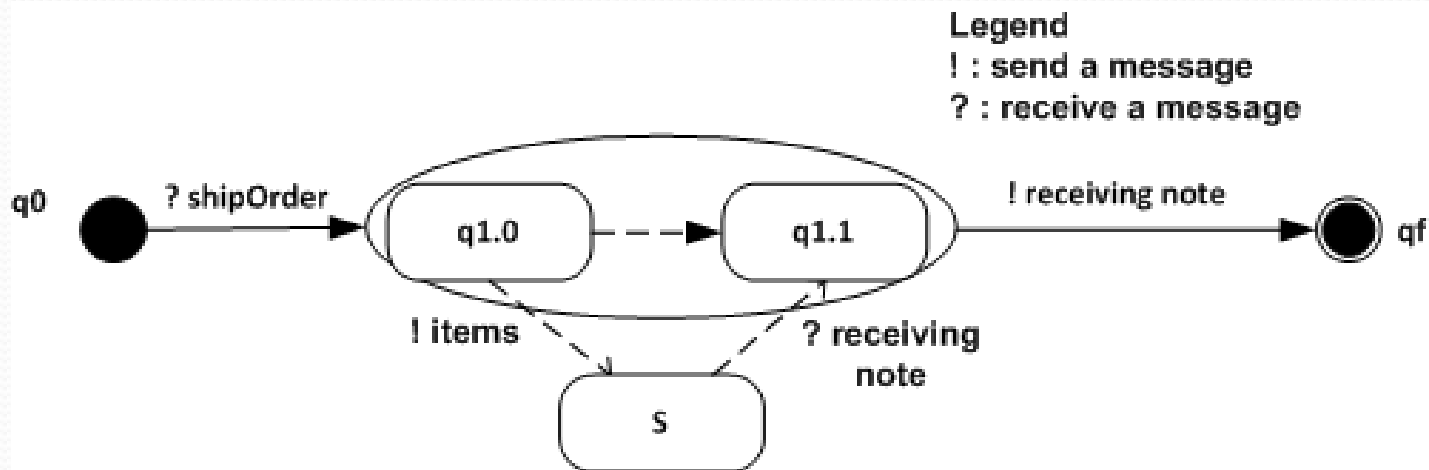 Legend
! : send a message
? : receive a message
q0
? shipOrder
q1.0
q1.1
! receiving note
qf
! items
? receiving
note
S